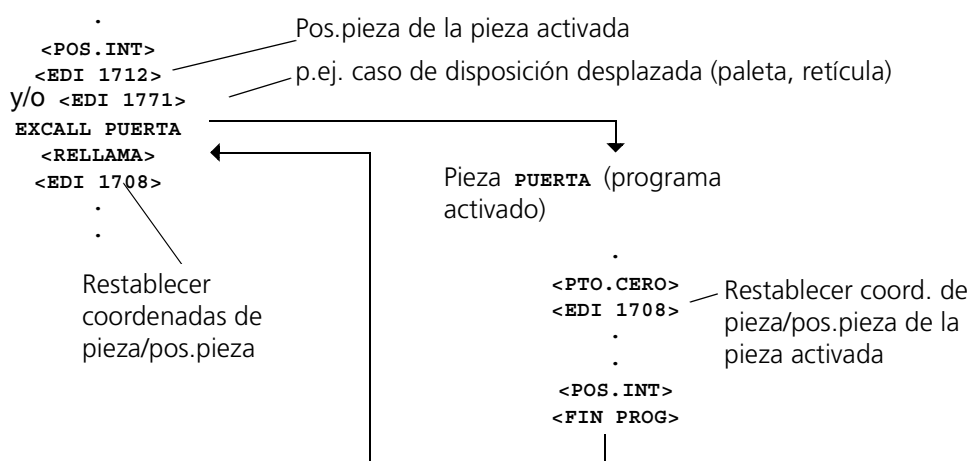 .
<POS.INT>
Pos.pieza de la pieza activada
<EDI 1712>
p.ej. caso de disposición desplazada (paleta, retícula)
y/o <EDI 1771>
EXCALL PUERTA
<RELLAMA>
<EDI 1708>
.
.
Restablecer
coordenadas de
pieza/pos.pieza
Pieza PUERTA (programa
activado)
.
<PTO.CERO>
<EDI 1708>
.
.
<POS.INT>
<FIN PROG>
Restablecer coord. de
pieza/pos.pieza de la
pieza activada